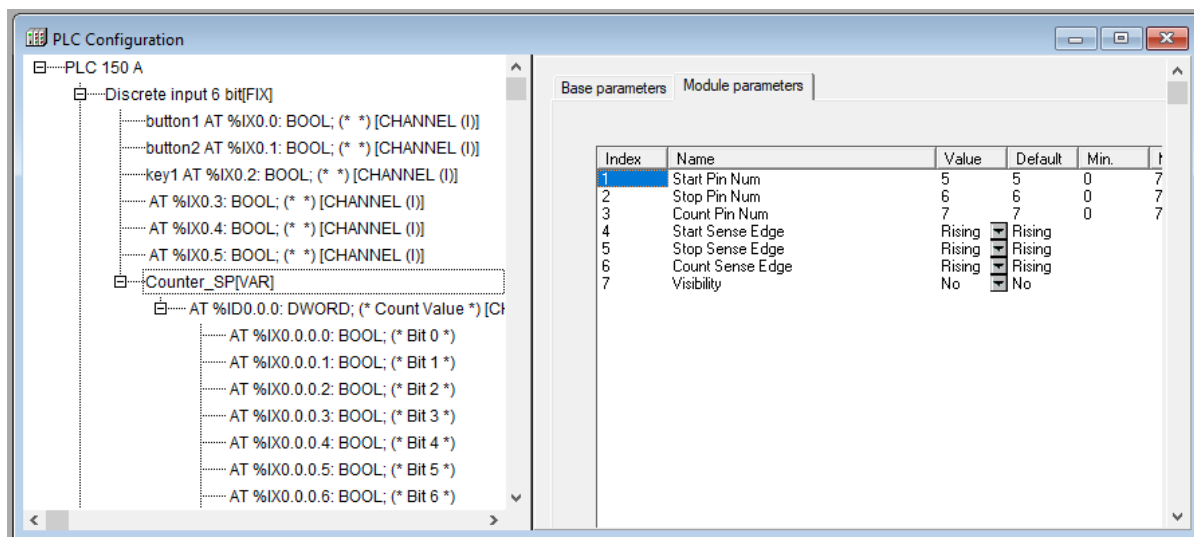 PLC Configuration
PLC 150 A
Discrete input 6 bit[FIX]
button1 AT %IX0.0: BOOL; (* *) [CHANNEL (I)]
button2 AT %IX0.1: BOOL; (* *) [CHANNEL (I)]
key1 AT %IX0.2: BOOL; (* *) [CHANNEL (I)]
AT %IX0.3: BOOL; (* *) [CHANNEL (I)]
AT %IX0.4: BOOL; (* *) [CHANNEL (I)]
AT %IX0.5: BOOL; (* *) [CHANNEL (I)]
Counter_SP[VAR]
AT %ID0.0.0: DWORD; (* Count Value *) [CH
AT %IX0.0.0.0: BOOL; (* Bit 0 *)
AT %IX0.0.0.1: BOOL; (* Bit 1 *)
AT %IX0.0.0.2: BOOL; (* Bit 2 *)
AT %IX0.0.0.3: BOOL; (* Bit 3 *)
AT %IX0.0.0.4: BOOL; (* Bit 4 *)
AT %IX0.0.0.5: BOOL; (* Bit 5 *)
AT %IX0.0.0.6: BOOL; (* Bit 6 *)
Base parameters Module parameters
Index Name Value Default Min.
1 Start Pin Num 5 5 0 7
2 Stop Pin Num 6 6 0 7
3 Count Pin Num 7 7 0 7
4 Start Sense Edge Rising Rising
5 Stop Sense Edge Rising Rising
6 Count Sense Edge Rising Rising
7 Visibility No No